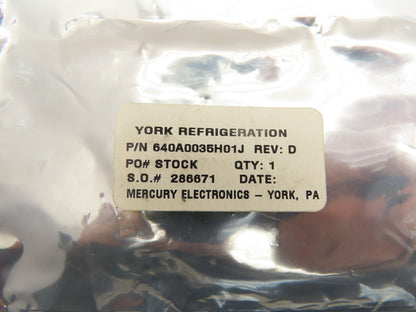 YORK REFRIGERATION
P/N 640A0035H01J REV: D
PO# STOCK QTY: 1
S.O.# 286671 DATE:
MERCURY ELECTRONICS – YORK, PA